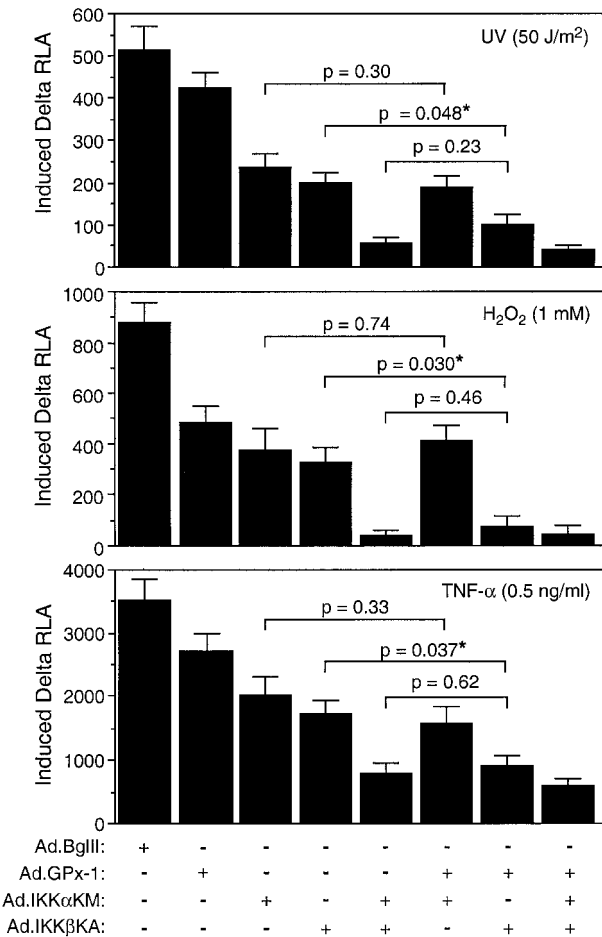 UV (50 J/m²)
Induced Delta RLA
600
500
400
300
200
100
0
p = 0.30
p = 0.048*
p = 0.23
H₂O₂ (1 mM)
Induced Delta RLA
1000
800
600
400
200
0
p = 0.74
p = 0.030*
p = 0.46
TNF-α (0.5 ng/ml)
Induced Delta RLA
4000
3000
2000
1000
0
p = 0.33
p = 0.037*
p = 0.62
Ad.BglII: + - - - - - - -
Ad.GPx-1: - + - - - + + +
Ad.IKKαKM: - - + - + + - +
Ad.IKKβKA: - - - + + - + +